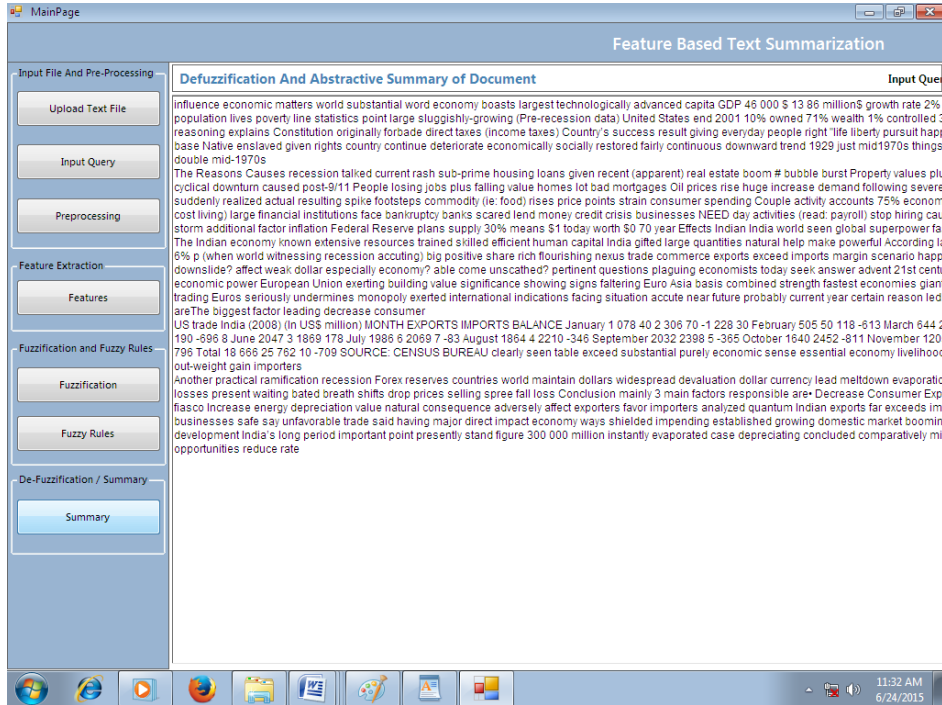 MainPage
Feature Based Text Summarization
Input File And Pre-Processing
Upload Text File
Input Query
Preprocessing
Feature Extraction
Features
Fuzzification and Fuzzy Rules
Fuzzification
Fuzzy Rules
De-Fuzzification / Summary
Summary
Defuzzification And Abstractive Summary of Document
Input Quer
influence economic matters world substantial word economy boasts largest technologically advanced capita GDP 46 000 $ 13 86 million$ growth rate 2%
population lives poverty line statistics point large sluggishly-growing (Pre-recession data) United States end 2001 10% owned 71% wealth 1% controlled 3
reasoning explains Constitution originally forbade direct taxes (income taxes) Country's success result giving everyday people right "life liberty pursuit happ
base Native enslaved given rights country continue deteriorate economically socially restored fairly continuous downward trend 1929 just mid1970s things
double mid-1970s
The Reasons Causes recession talked current rash sub-prime housing loans given recent (apparent) real estate boom # bubble burst Property values plu
cyclical downturn caused post-9/11 People losing jobs plus falling value homes lot bad mortgages Oil prices rise huge increase demand following severe
suddenly realized actual resulting spike footsteps commodity (ie: food) rises price points strain consumer spending Couple activity accounts 75% econom
cost living) large financial institutions face bankruptcy banks scared lend money credit crisis businesses NEED day activities (read: payroll) stop hiring cau
storm additional factor inflation Federal Reserve plans supply 30% means $1 today worth $0 70 year Effects Indian India world seen global superpower fa
The Indian economy known extensive resources trained skilled efficient human capital India gifted large quantities natural help make powerful According la
6% p (when world witnessing recession accuting) big positive share rich flourishing nexus trade commerce exports exceed imports margin scenario happ
downslide? affect weak dollar especially economy? able come unscathed? pertinent questions plaguing economists today seek answer advent 21st centu
economic power European Union exerting building value significance showing signs faltering Euro Asia basis combined strength fastest economies gian
trading Euros seriously undermines monopoly exerted international indications facing situation accute near future probably current year certain reason led
areThe biggest factor leading decrease consumer
US trade India (2008) (In US$ million) MONTH EXPORTS IMPORTS BALANCE January 1 078 40 2 306 70 -1 228 30 February 505 50 118 -613 March 644 2
190 -696 8 June 2047 3 1869 178 July 1986 6 2069 7 -83 August 1864 4 2210 -346 September 2032 2398 5 -365 October 1640 2452 -811 November 120
796 Total 18 666 25 762 10 -709 SOURCE: CENSUS BUREAU clearly seen table exceed substantial purely economic sense essential economy livelihood
out-weight gain importers
Another practical ramification recession Forex reserves countries world maintain dollars widespread devaluation dollar currency lead meltdown evaporatio
losses present waiting bated breath shifts drop prices selling spree fall loss Conclusion mainly 3 main factors responsible are• Decrease Consumer Exp
fiasco Increase energy depreciation value natural consequence adversely affect exporters favor importers analyzed quantum Indian exports far exceeds im
businesses safe say unfavorable trade said having major direct impact economy ways shielded impending established growing domestic market boomin
development India's long period important point presently stand figure 300 000 million instantly evaporated case depreciating concluded comparatively mi
opportunities reduce rate
11:32 AM
6/24/2015